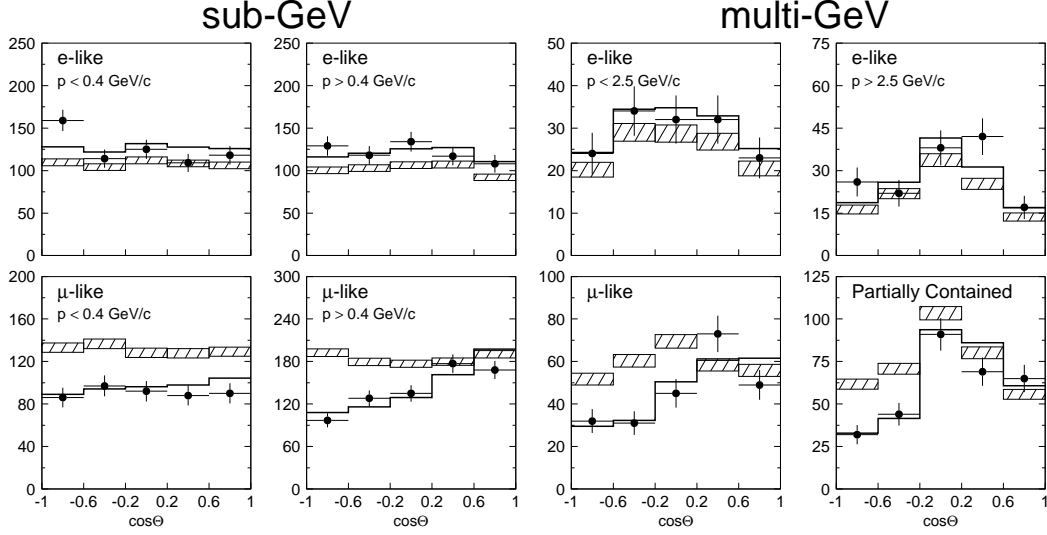 sub-GeV multi-GeV
250 250 50 75
e-like e-like e-like e-like
p < 0.4 GeV/c p > 0.4 GeV/c p < 2.5 GeV/c p > 2.5 GeV/c
200 200 40 60
150 150 30 45
100 100 20 30
50 50 10 15
0 0 0 0
200 300 100 125
μ-like μ-like μ-like Partially Contained
p < 0.4 GeV/c p > 0.4 GeV/c
160 240 80 100
120 180 60 75
80 120 40 50
40 60 20 25
0 0 0 0
-1 -0.6 -0.2 0.2 0.6 1 -1 -0.6 -0.2 0.2 0.6 1 -1 -0.6 -0.2 0.2 0.6 1 -1 -0.6 -0.2 0.2 0.6 1
cosΘ cosΘ cosΘ cosΘ